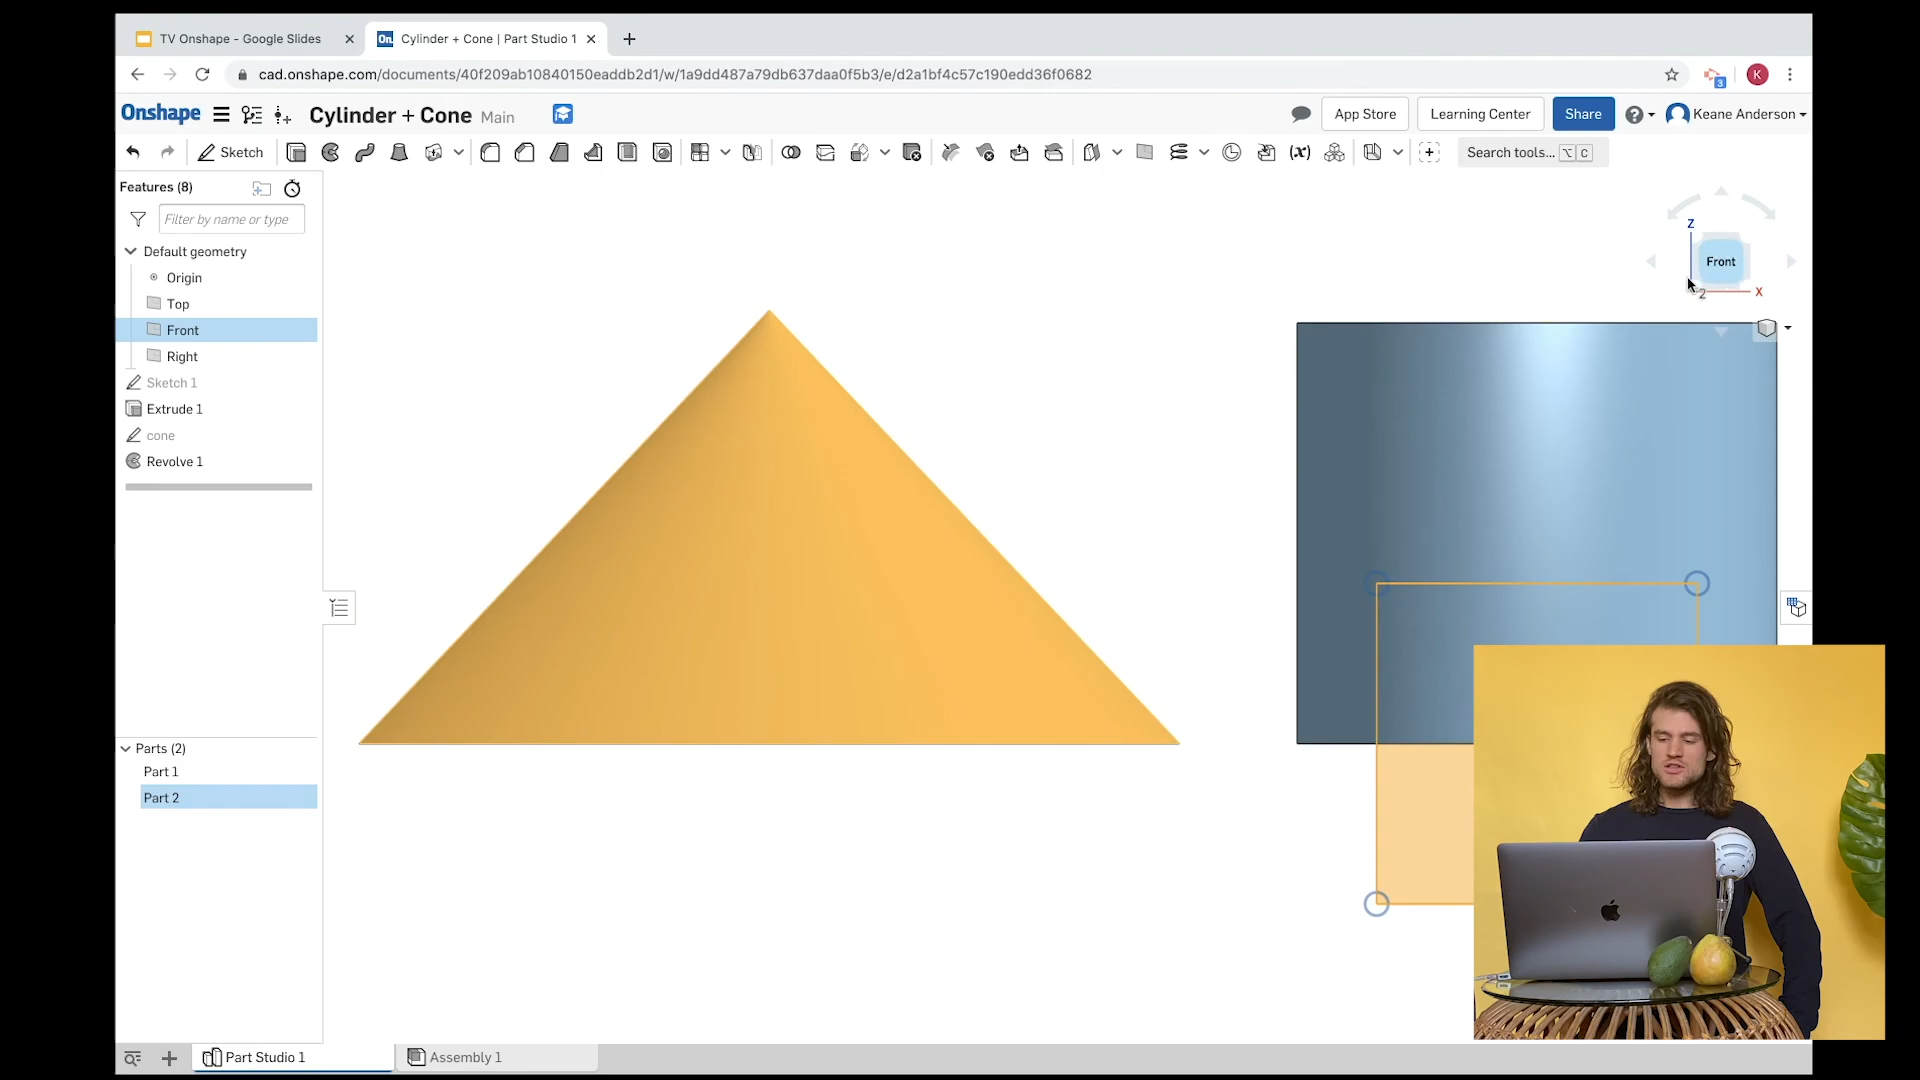 TV Onshape - Google Slides
On. Cylinder + Cone | Part Studio 1
cad.onshape.com/documents/40f209ab10840150eaddb2d1/w/1a9dd487a79db637daa0f5b3/e/d2a1bf4c57c190edd36f0682
3
K
Onshape
Cylinder + Cone Main
App Store
Learning Center
Share
Keane Anderson
Sketch
(x)
Search tools... ⌥ C
Features (8)
Filter by name or type
Default geometry
Origin
Top
Front
Right
Sketch 1
Extrude 1
cone
Revolve 1
Z
Front
X
Parts (2)
Part 1
Part 2
Part Studio 1
Assembly 1